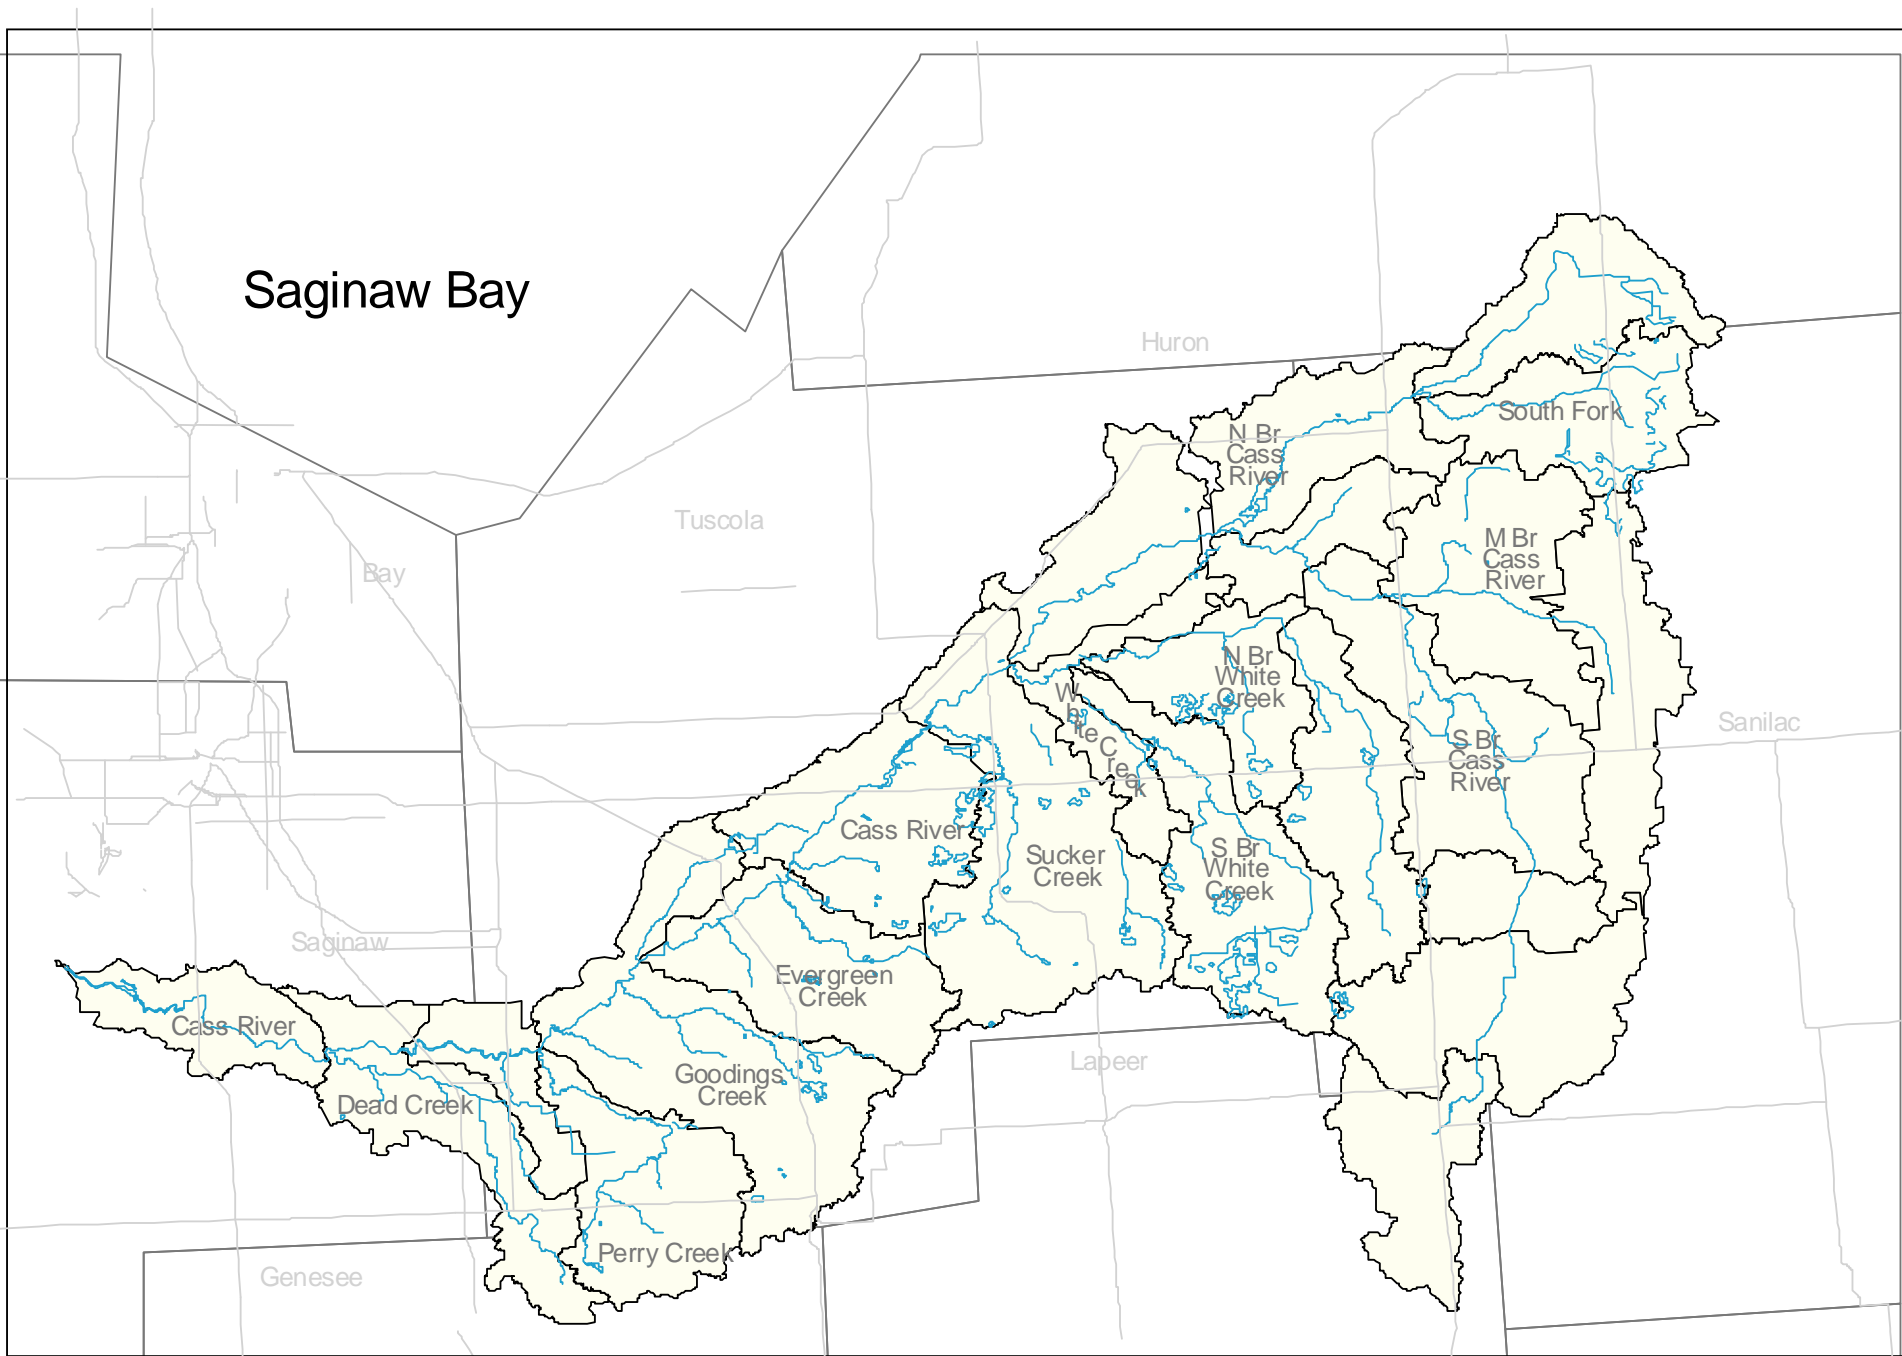 Saginaw Bay
Huron
South Fork
N Br
Cass
River
Tuscola
M Br
Cass
River
Bay
N Br
White
Creek
White Creek
Sanilac
S Br
Cass
River
Cass River
Sucker
Creek
S Br
White
Creek
Saginaw
Evergreen
Creek
Cass River
Goodings
Creek
Lapeer
Dead Creek
Perry Creek
Genesee